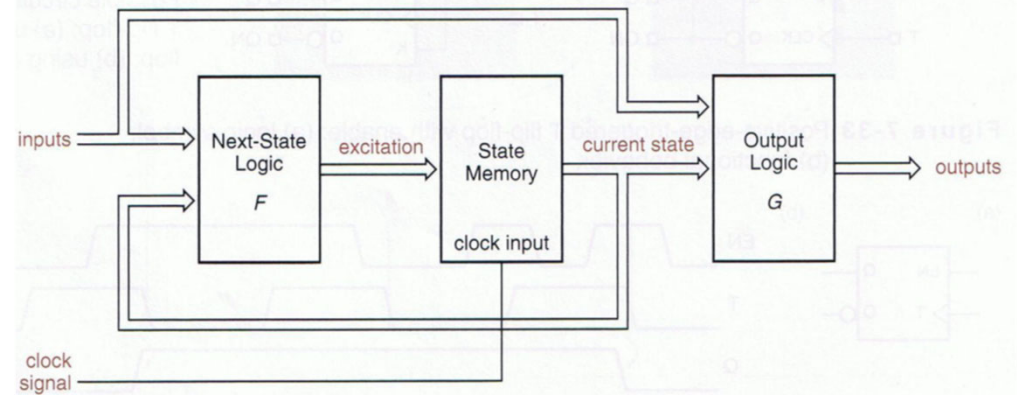 inputs
Next-State
Logic
F
excitation
State
Memory
clock input
current state
Output
Logic
G
outputs
clock
signal